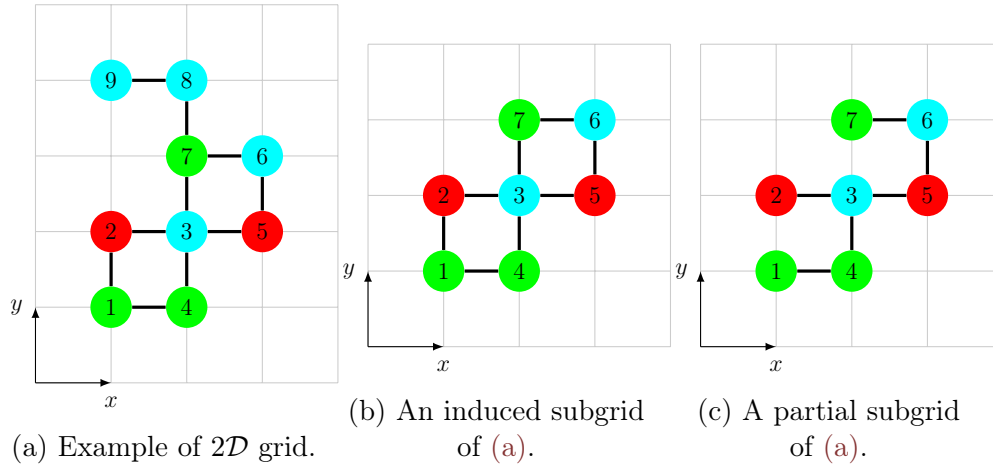 9 8
7 6
2 3 5
1 4
y
x
(a) Example of 2𝒟 grid.
7 6
2 3 5
1 4
y
x
(b) An induced subgrid
of (a).
7 6
2 3 5
1 4
y
x
(c) A partial subgrid
of (a).